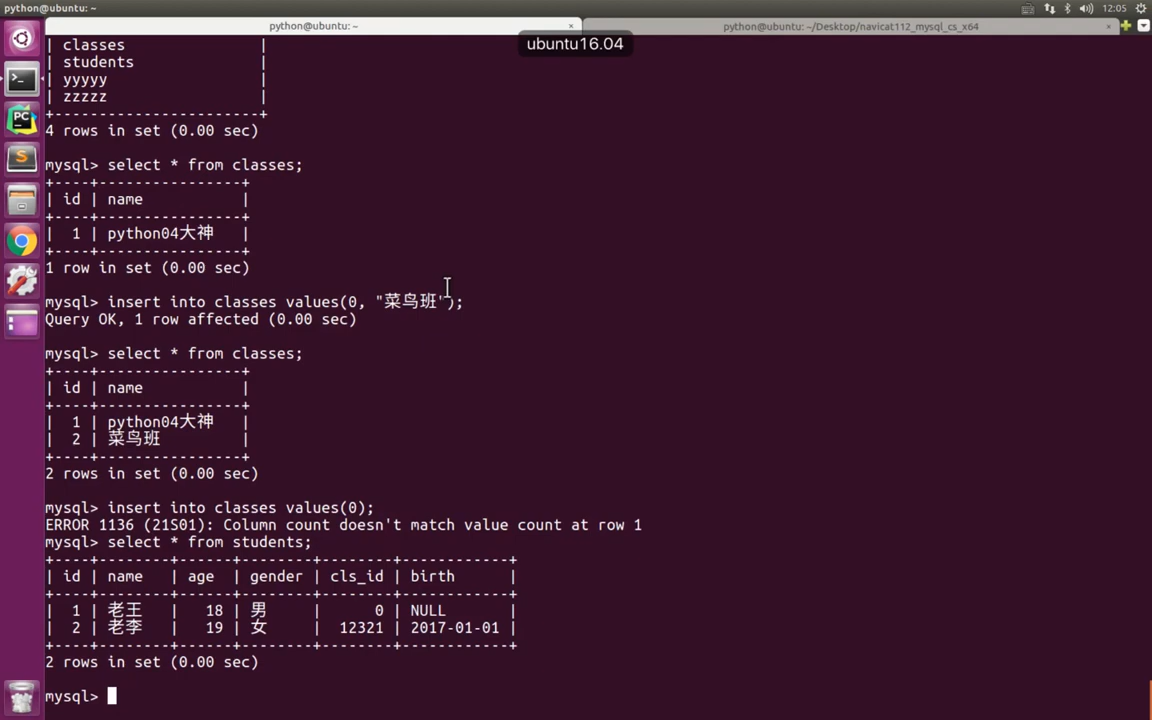 python@ubuntu: ~
12:05
python@ubuntu: ~ ×
python@ubuntu: ~/Desktop/navicat112_mysql_cs_x64 ×
ubuntu16.04
| classes |
| students |
| yyyyy |
| zzzzz |
+-----------------------+
4 rows in set (0.00 sec)
mysql> select * from classes;
+----+----------------+
| id | name |
+----+----------------+
| 1 | python04大神 |
+----+----------------+
1 row in set (0.00 sec)
mysql> insert into classes values(0, "菜鸟班");
Query OK, 1 row affected (0.00 sec)
mysql> select * from classes;
+----+----------------+
| id | name |
+----+----------------+
| 1 | python04大神 |
| 2 | 菜鸟班 |
+----+----------------+
2 rows in set (0.00 sec)
mysql> insert into classes values(0);
ERROR 1136 (21S01): Column count doesn't match value count at row 1
mysql> select * from students;
+----+--------+------+--------+--------+------------+
| id | name | age | gender | cls_id | birth |
+----+--------+------+--------+--------+------------+
| 1 | 老王 | 18 | 男 | 0 | NULL |
| 2 | 老李 | 19 | 女 | 12321 | 2017-01-01 |
+----+--------+------+--------+--------+------------+
2 rows in set (0.00 sec)
mysql>
PC
S